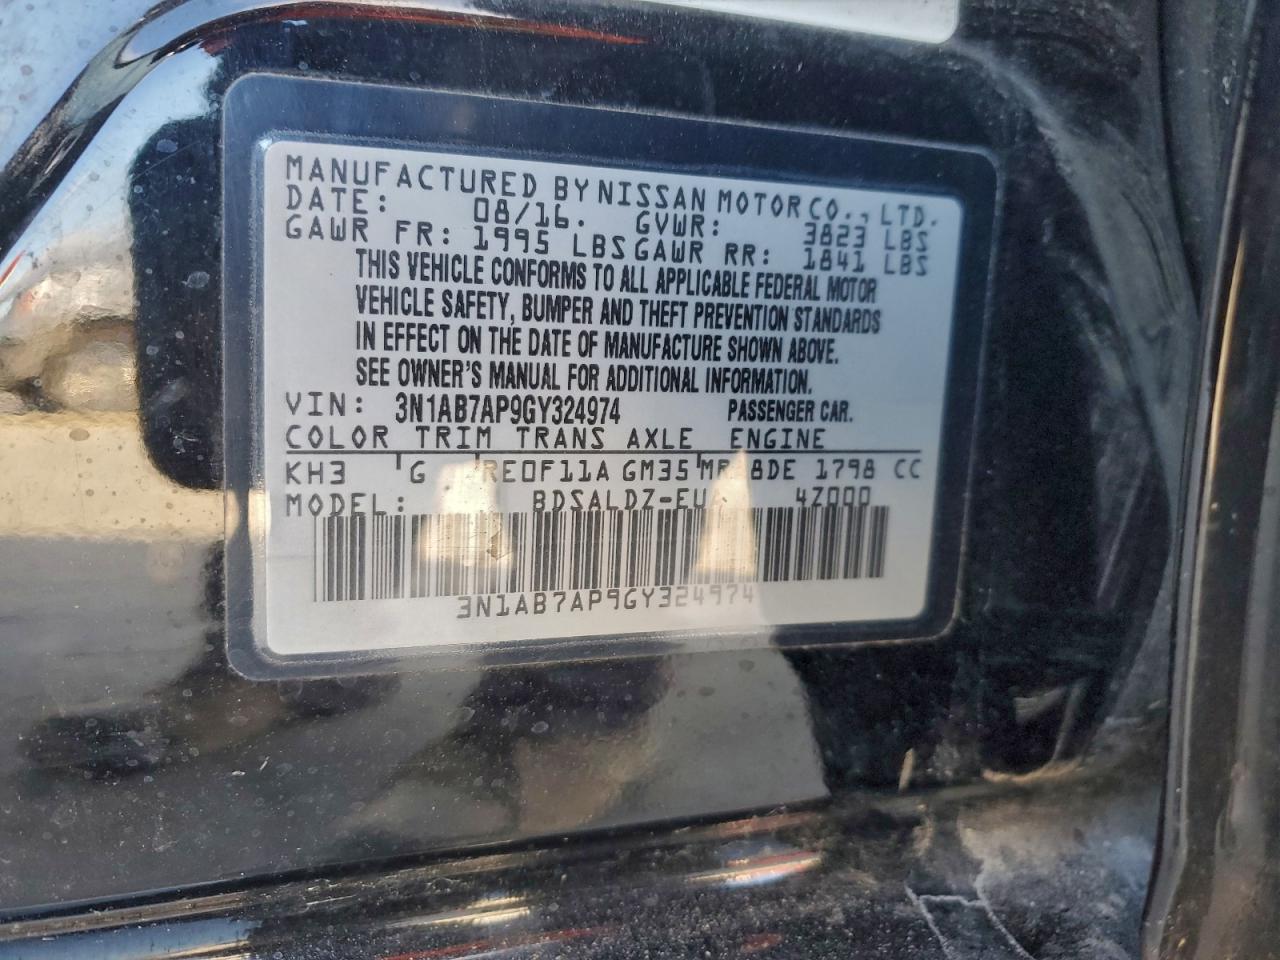 MANUFACTURED BY NISSAN MOTOR CO., LTD.
DATE: 08/16. GVWR: 3823 LBS
GAWR FR: 1995 LBS GAWR RR: 1841 LBS
THIS VEHICLE CONFORMS TO ALL APPLICABLE FEDERAL MOTOR
VEHICLE SAFETY, BUMPER AND THEFT PREVENTION STANDARDS
IN EFFECT ON THE DATE OF MANUFACTURE SHOWN ABOVE.
SEE OWNER'S MANUAL FOR ADDITIONAL INFORMATION.
VIN: 3N1AB7AP9GY324974 PASSENGER CAR.
COLOR TRIM TRANS AXLE ENGINE
KH3 G RE0F11A GM35 1798 CC
MODEL: 4Z000
3N1AB7AP9GY324974